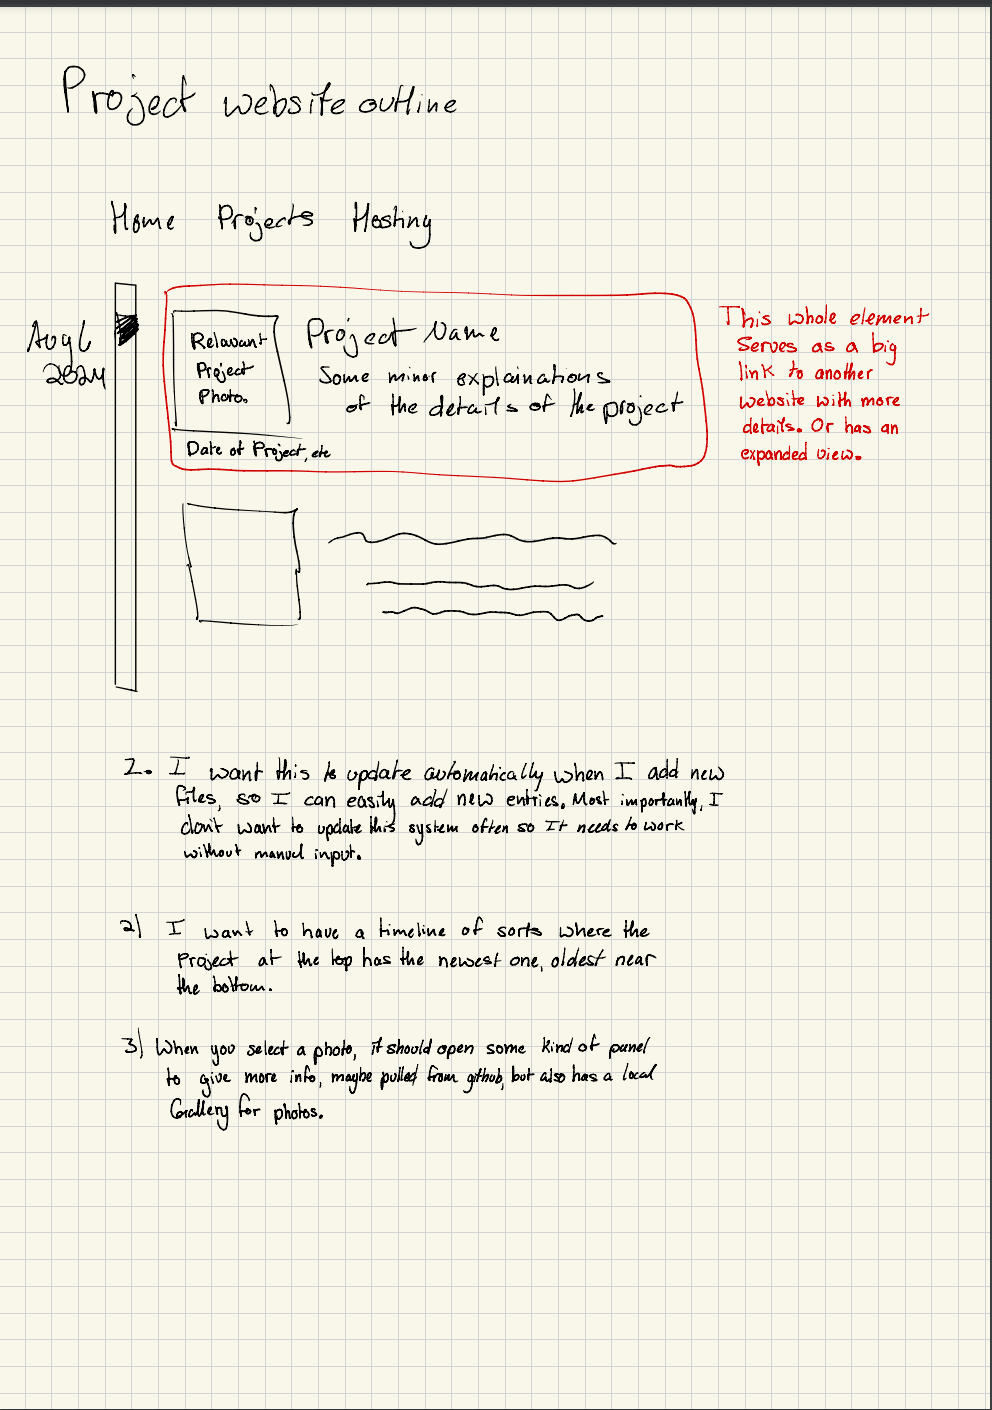 Project website outline
Home Projects Hosting
Aug 6
2024
Relavant
Project
Photo.
Project Name
Some minor explainations
of the details of the project
Date of Project, etc
This whole element
Serves as a big
link to another
website with more
details. Or has an
expanded view.
1. I want this to update automatically when I add new
files, so I can easily add new entries. Most importantly, I
don't want to update this system often so It needs to work
without manuel input.
2) I want to have a timeline of sorts where the
Project at the top has the newest one, oldest near
the bottom.
3) When you select a photo, it should open some kind of panel
to give more info, maybe pulled from github, but also has a local
Gallery for photos.